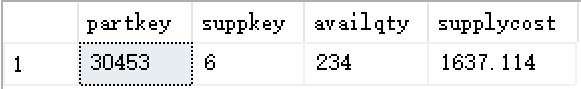 partkey suppkey availqty supplycost
1 30453 6 234 1637.114